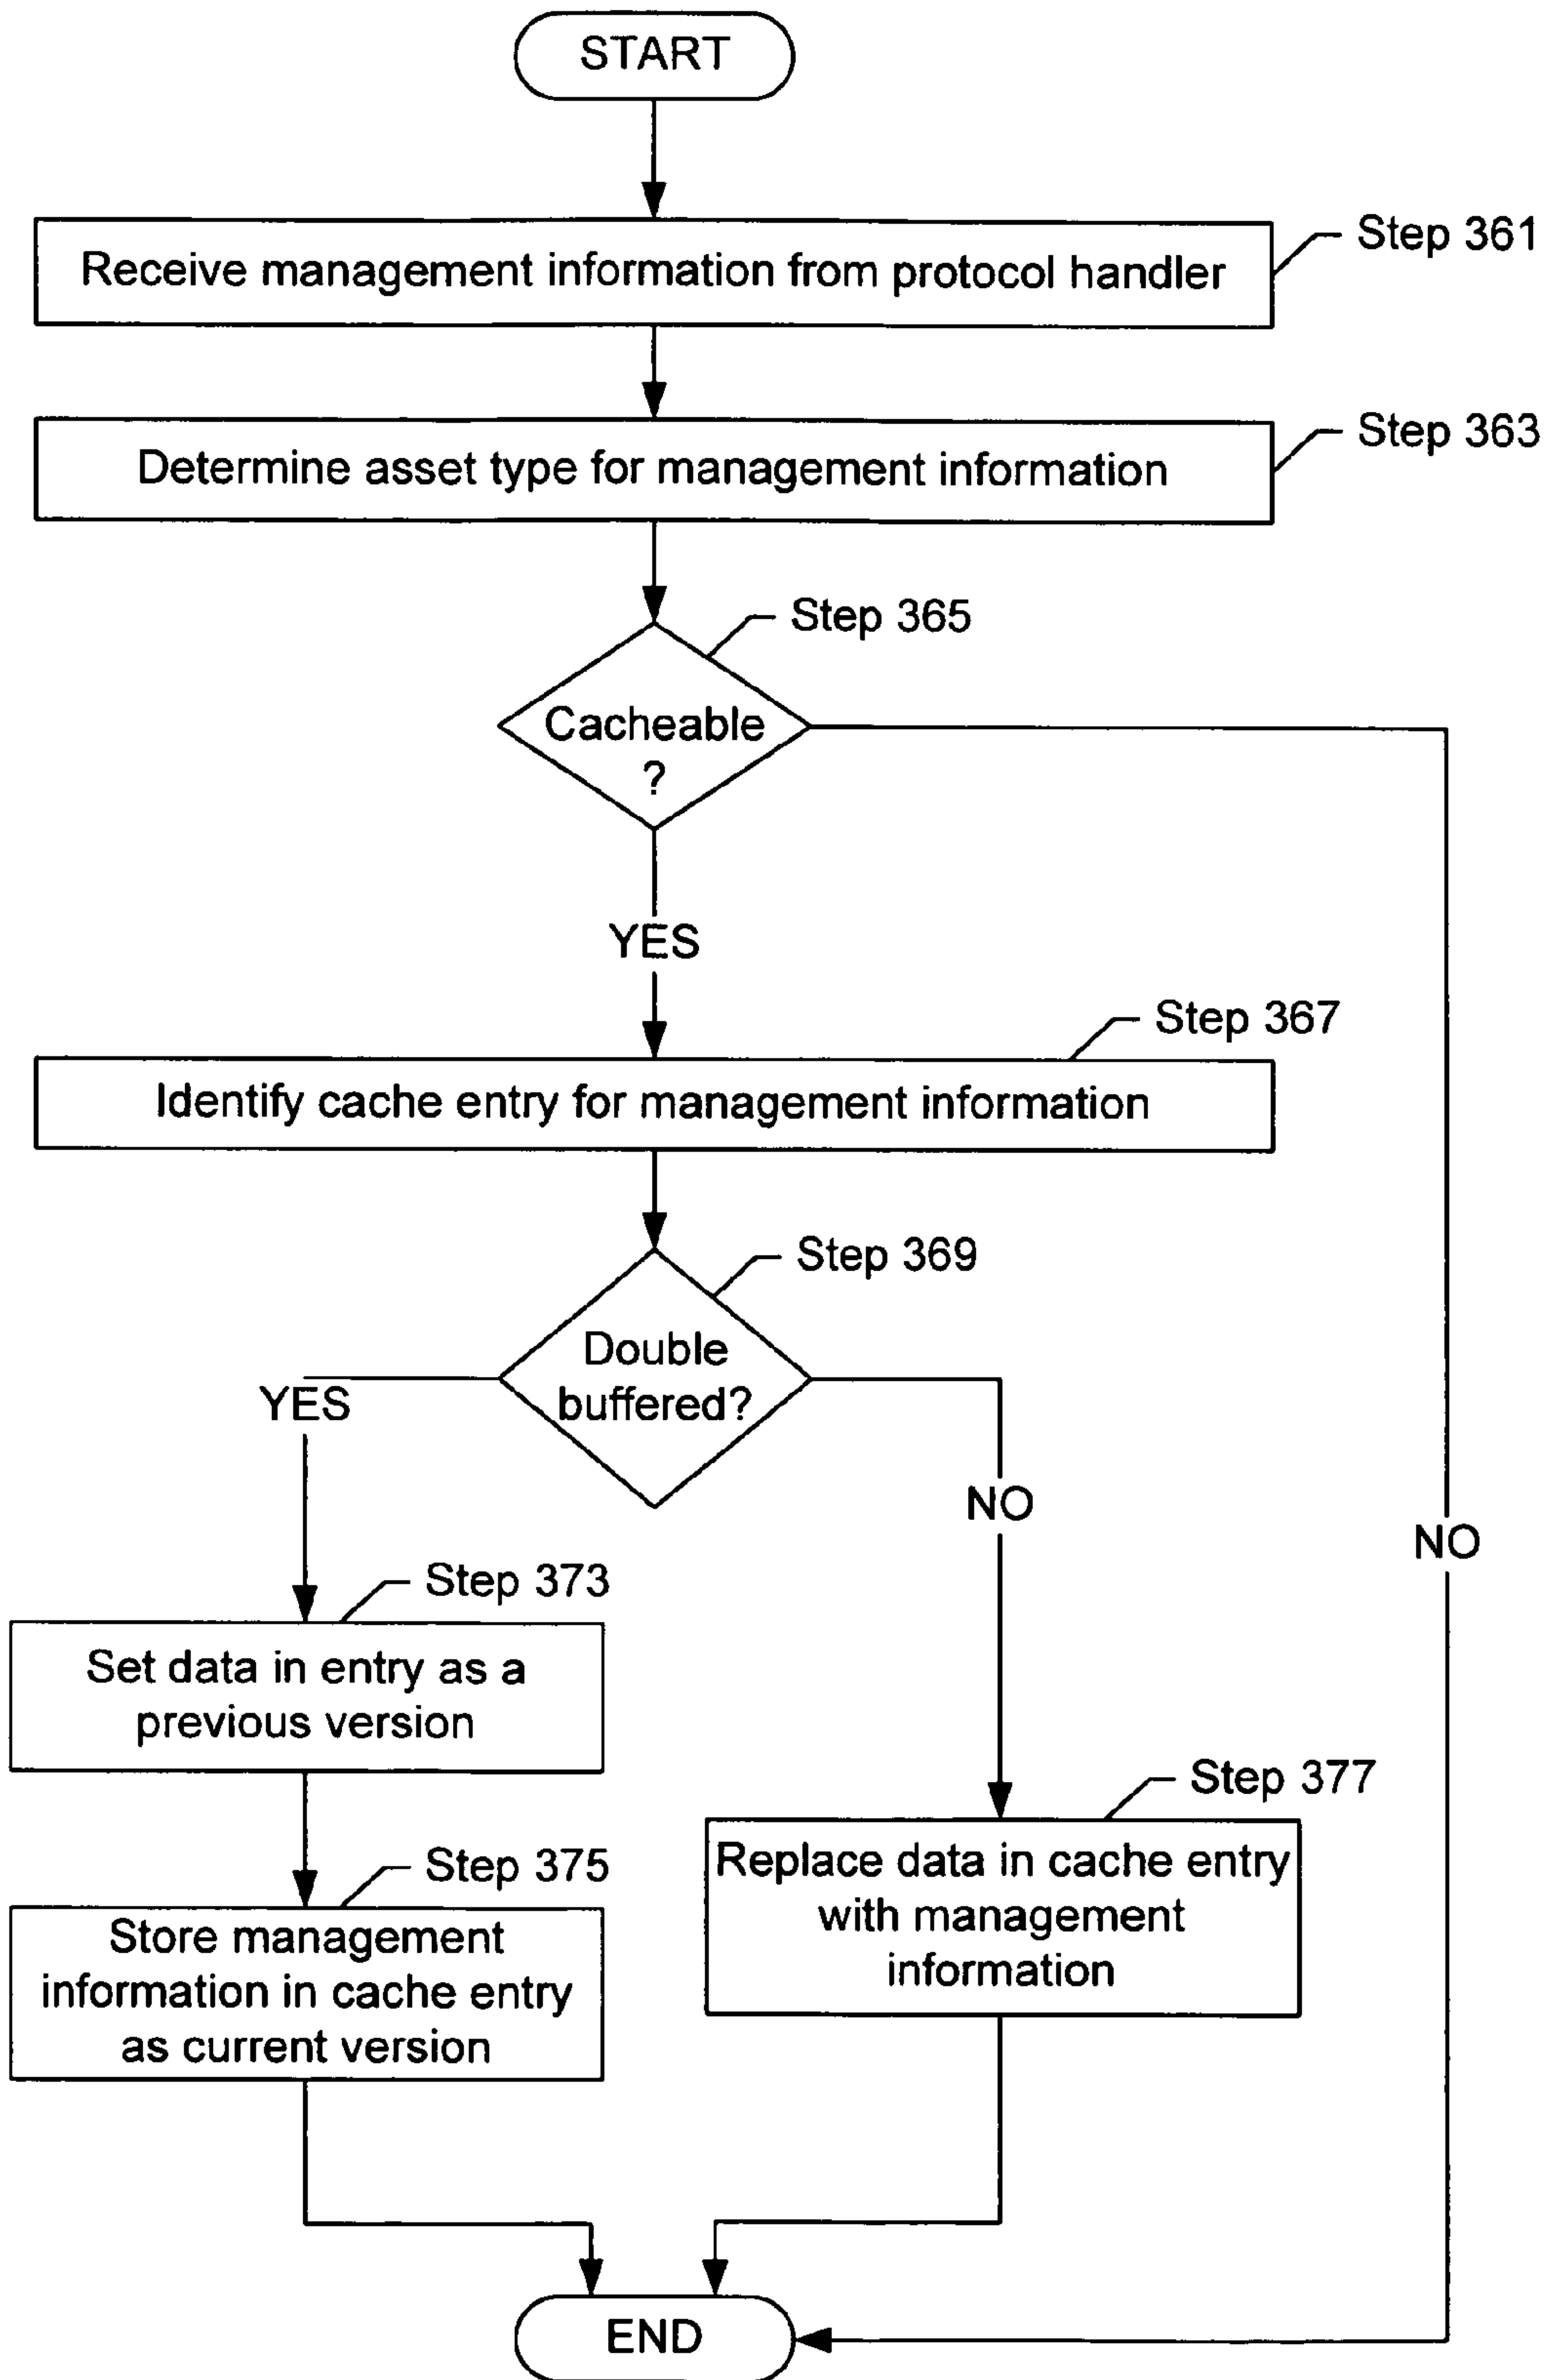 START
Step 361
Receive management information from protocol handler
Step 363
Determine asset type for management information
Step 365
Cacheable
?
YES
Step 367
Identify cache entry for management information
Step 369
Double
buffered?
YES
NO
NO
Step 373
Set data in entry as a
previous version
Step 377
Replace data in cache entry
with management
information
Step 375
Store management
information in cache entry
as current version
END